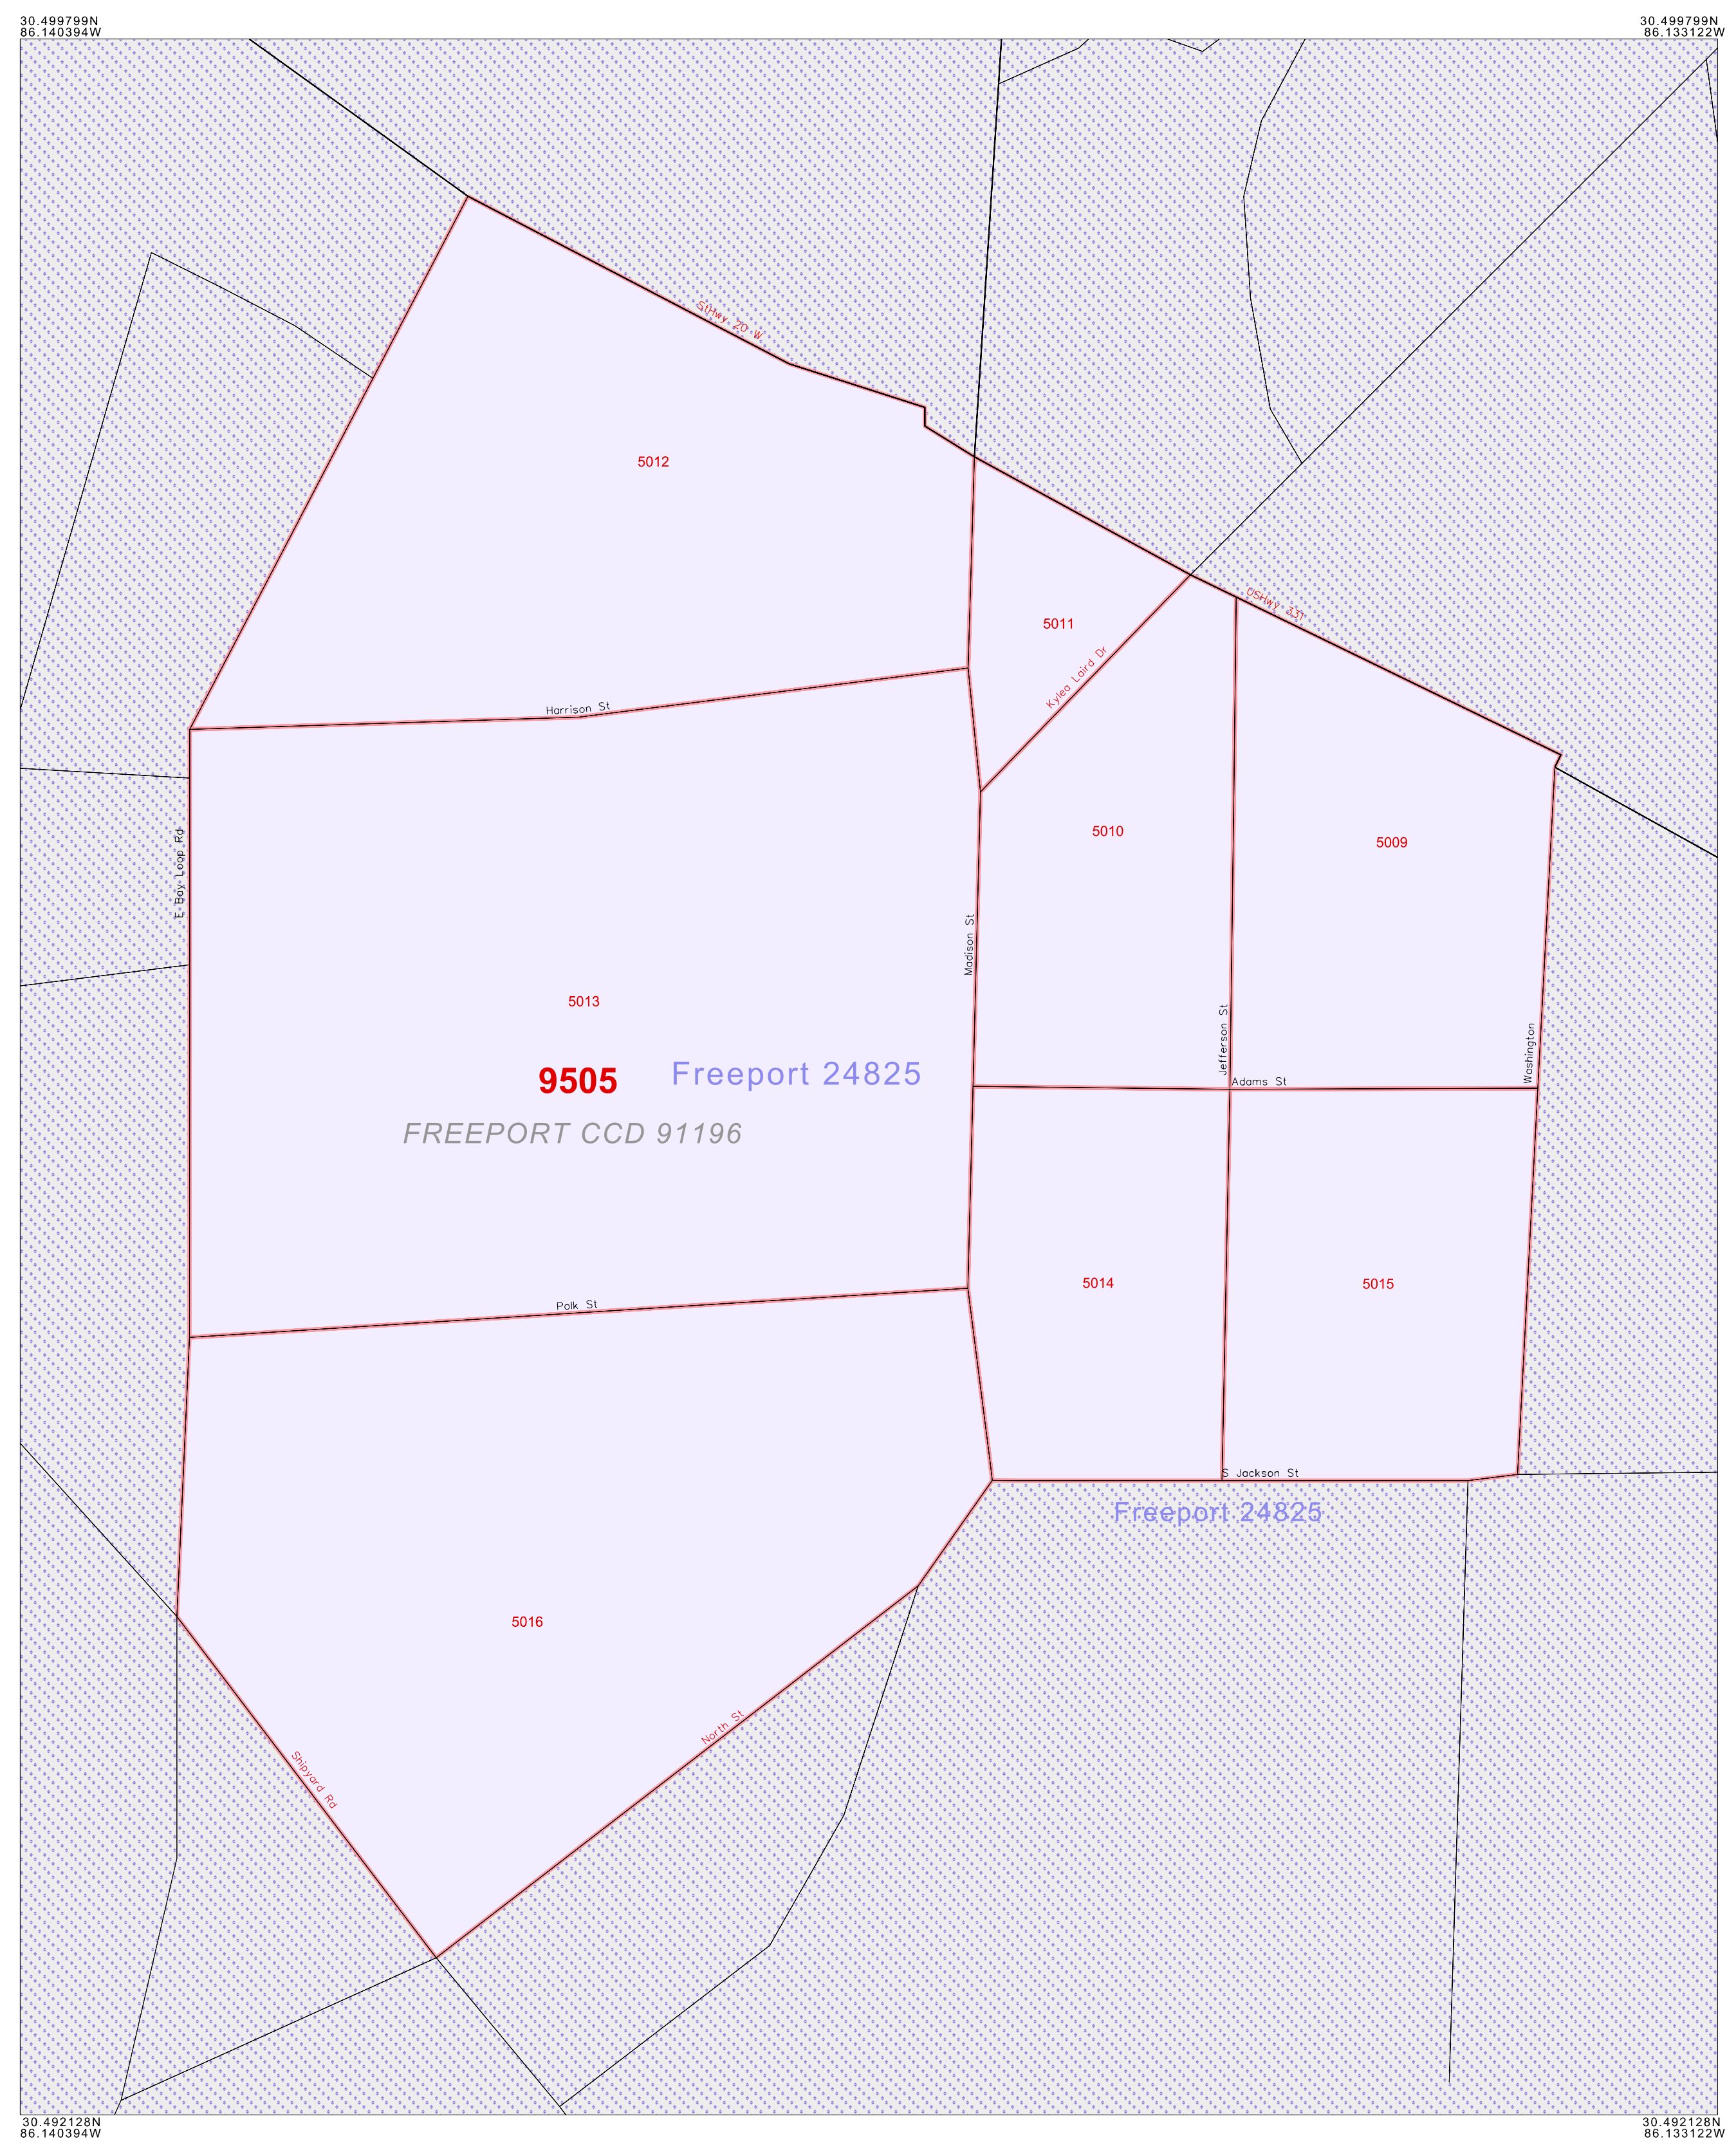 30.499799N
86.140394W
30.499799N
86.133122W
StHwy 20 W
5012
USHwy 331
5011
Kylea Laird Dr
Harrison St
5010
5009
E Bay Loop Rd
Madison St
5013
Jefferson St
Washington
9505
Freeport 24825
Adams St
FREEPORT CCD 91196
5014
5015
Polk St
S Jackson St
Freeport 24825
5016
North St
Shipyard Rd
30.492128N
86.140394W
30.492128N
86.133122W